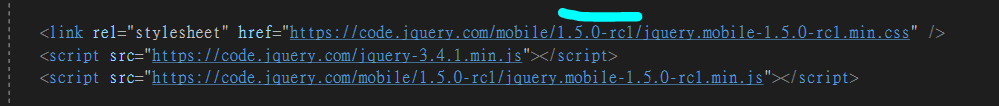 <link rel="stylesheet" href="https://code.jquery.com/mobile/1.5.0-rc1/jquery.mobile-1.5.0-rc1.min.css" />
<script src="https://code.jquery.com/jquery-3.4.1.min.js"></script>
<script src="https://code.jquery.com/mobile/1.5.0-rc1/jquery.mobile-1.5.0-rc1.min.js"></script>